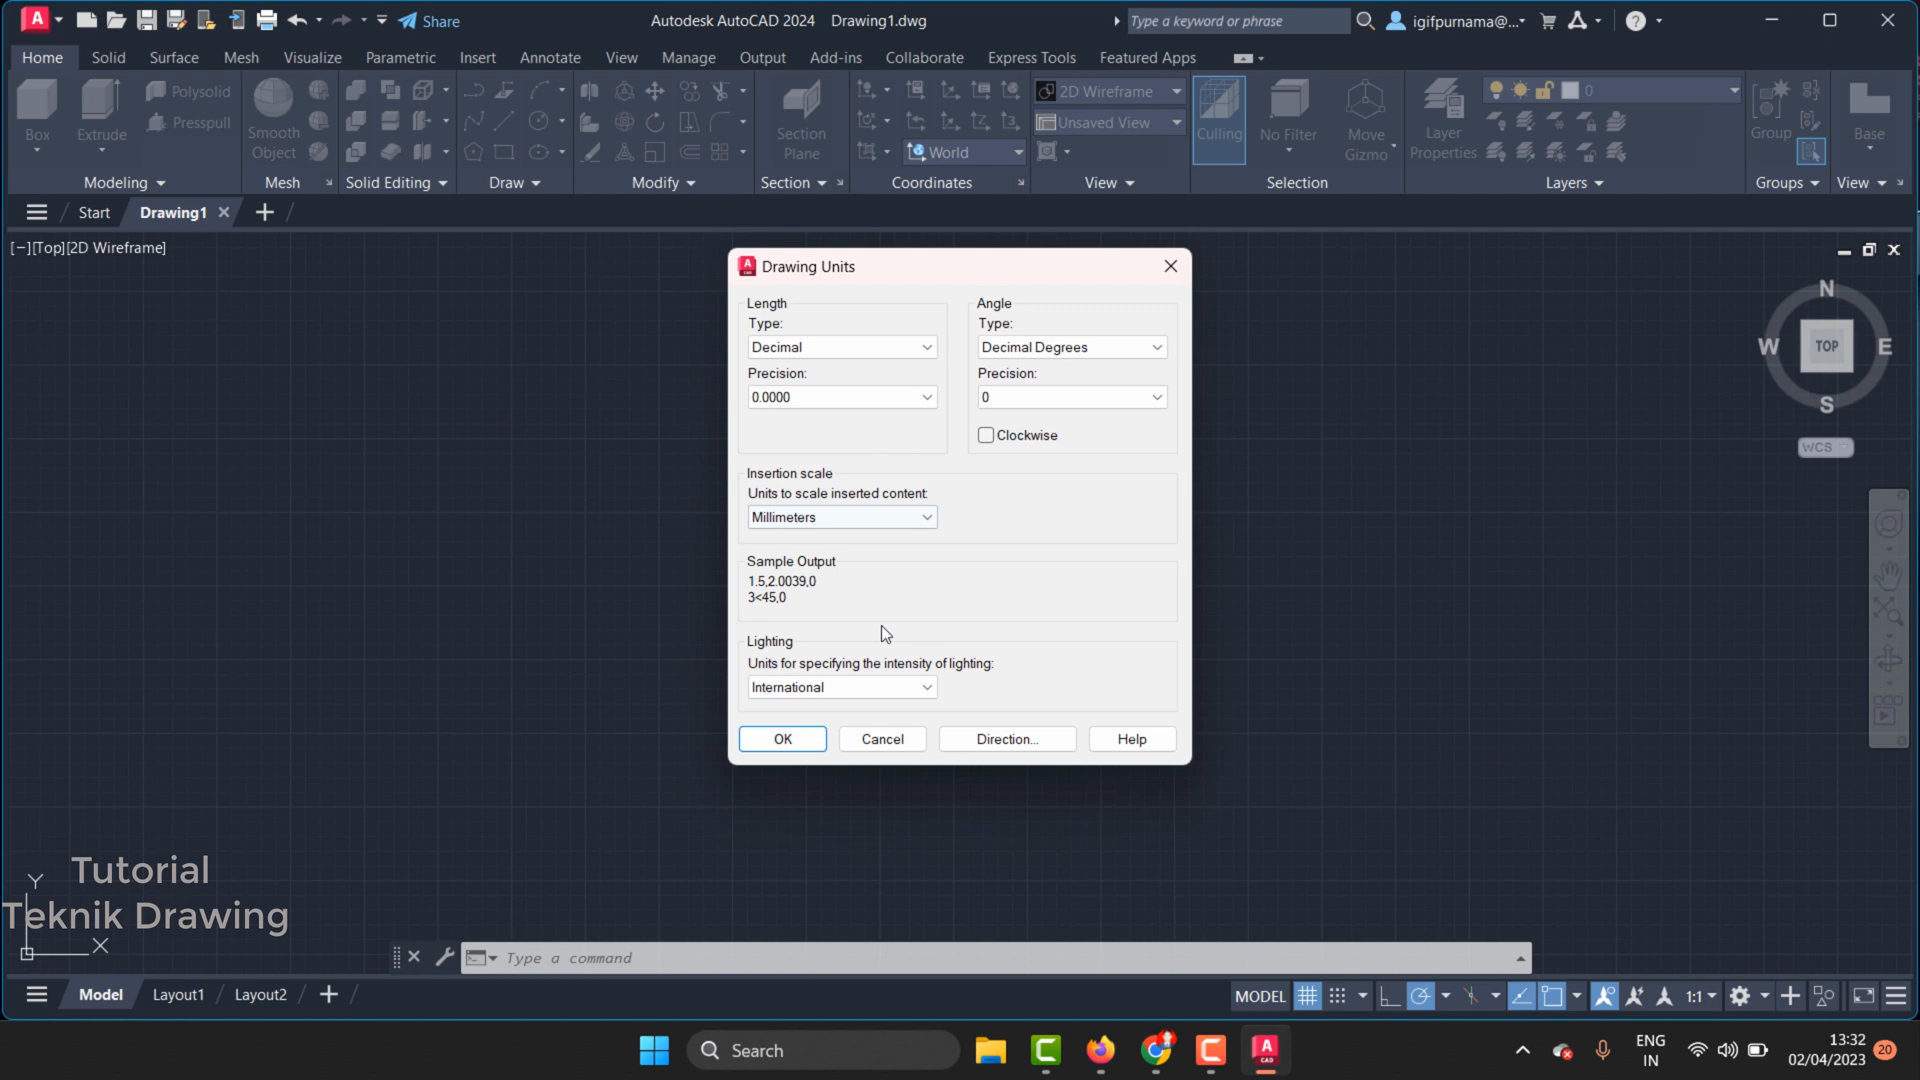 A Share Autodesk AutoCAD 2024 Drawing1.dwg Type a keyword or phrase igifpurnama@...
Home Solid Surface Mesh Visualize Parametric Insert Annotate View Manage Output Add-ins Collaborate Express Tools Featured Apps
Polysolid 2D Wireframe 0
Presspull Unsaved View
Box Extrude Smooth Object Section Plane World Culling No Filter Move Gizmo Layer Properties Group Base
Modeling Mesh Solid Editing Draw Modify Section Coordinates View Selection Layers Groups View
Start Drawing1
[−][Top][2D Wireframe]
Drawing Units
Length
Type:
Decimal
Precision:
0.0000
Angle
Type:
Decimal Degrees
Precision:
0
Clockwise
Insertion scale
Units to scale inserted content:
Millimeters
Sample Output
1.5,2.0039,0
3<45,0
Lighting
Units for specifying the intensity of lighting:
International
OK Cancel Direction... Help
N
W TOP E
S
WCS
Tutorial
Teknik Drawing
Y
X
Type a command
Model Layout1 Layout2 MODEL 1:1
Search
ENG
IN
13:32
02/04/2023
20